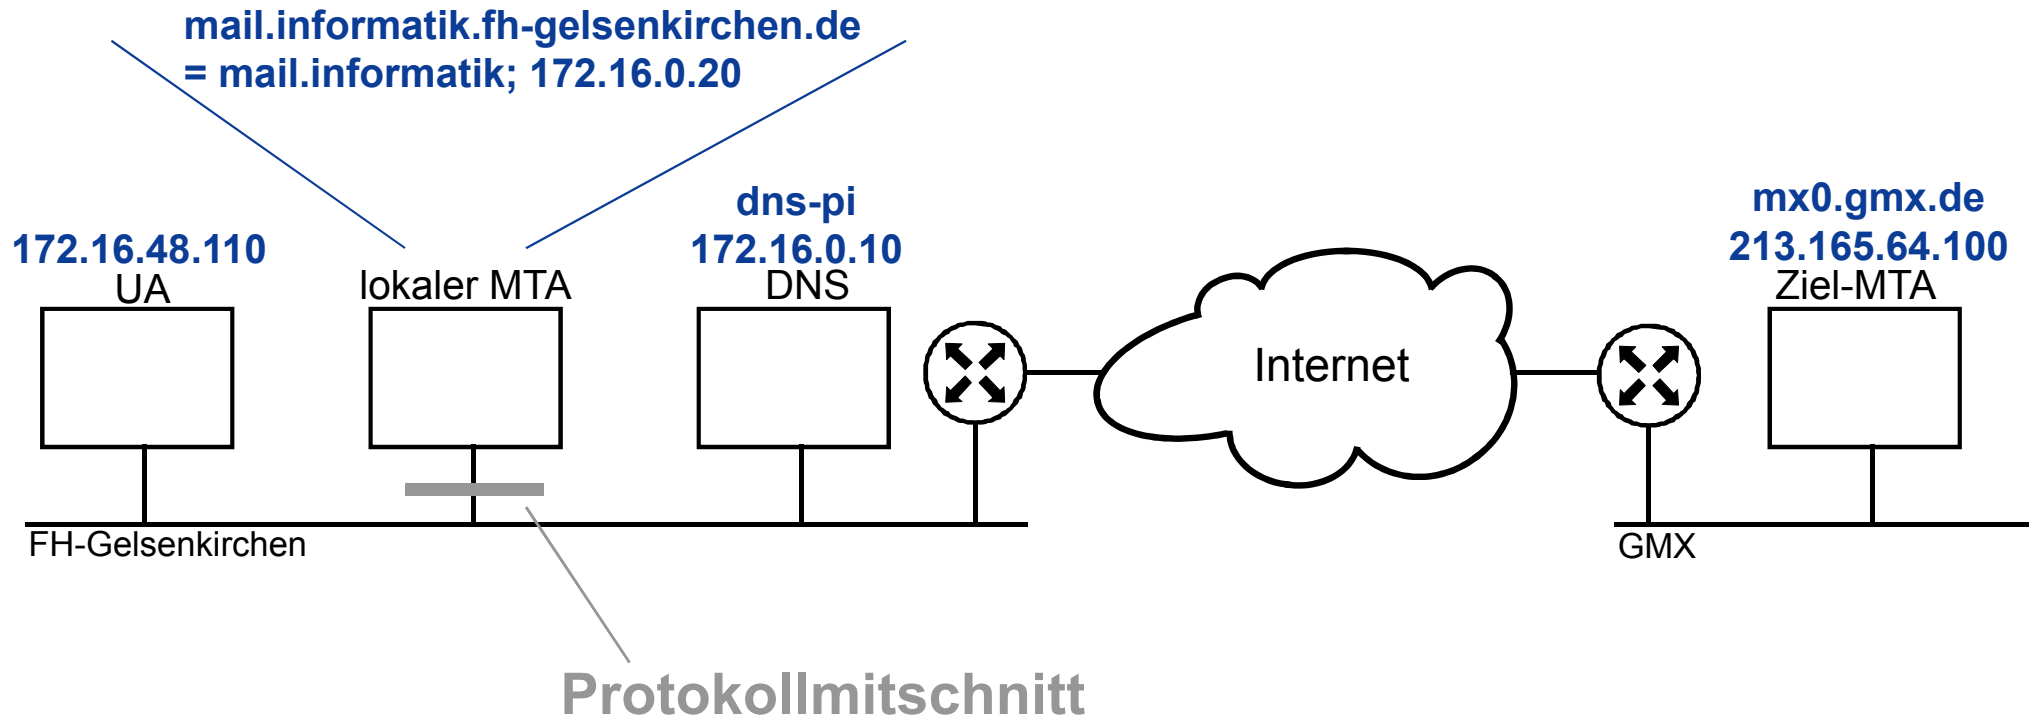 mail.informatik.fh-gelsenkirchen.de
= mail.informatik; 172.16.0.20
172.16.48.110
UA
lokaler MTA
dns-pi
172.16.0.10
DNS
Internet
mx0.gmx.de
213.165.64.100
Ziel-MTA
FH-Gelsenkirchen
GMX
Protokollmitschnitt